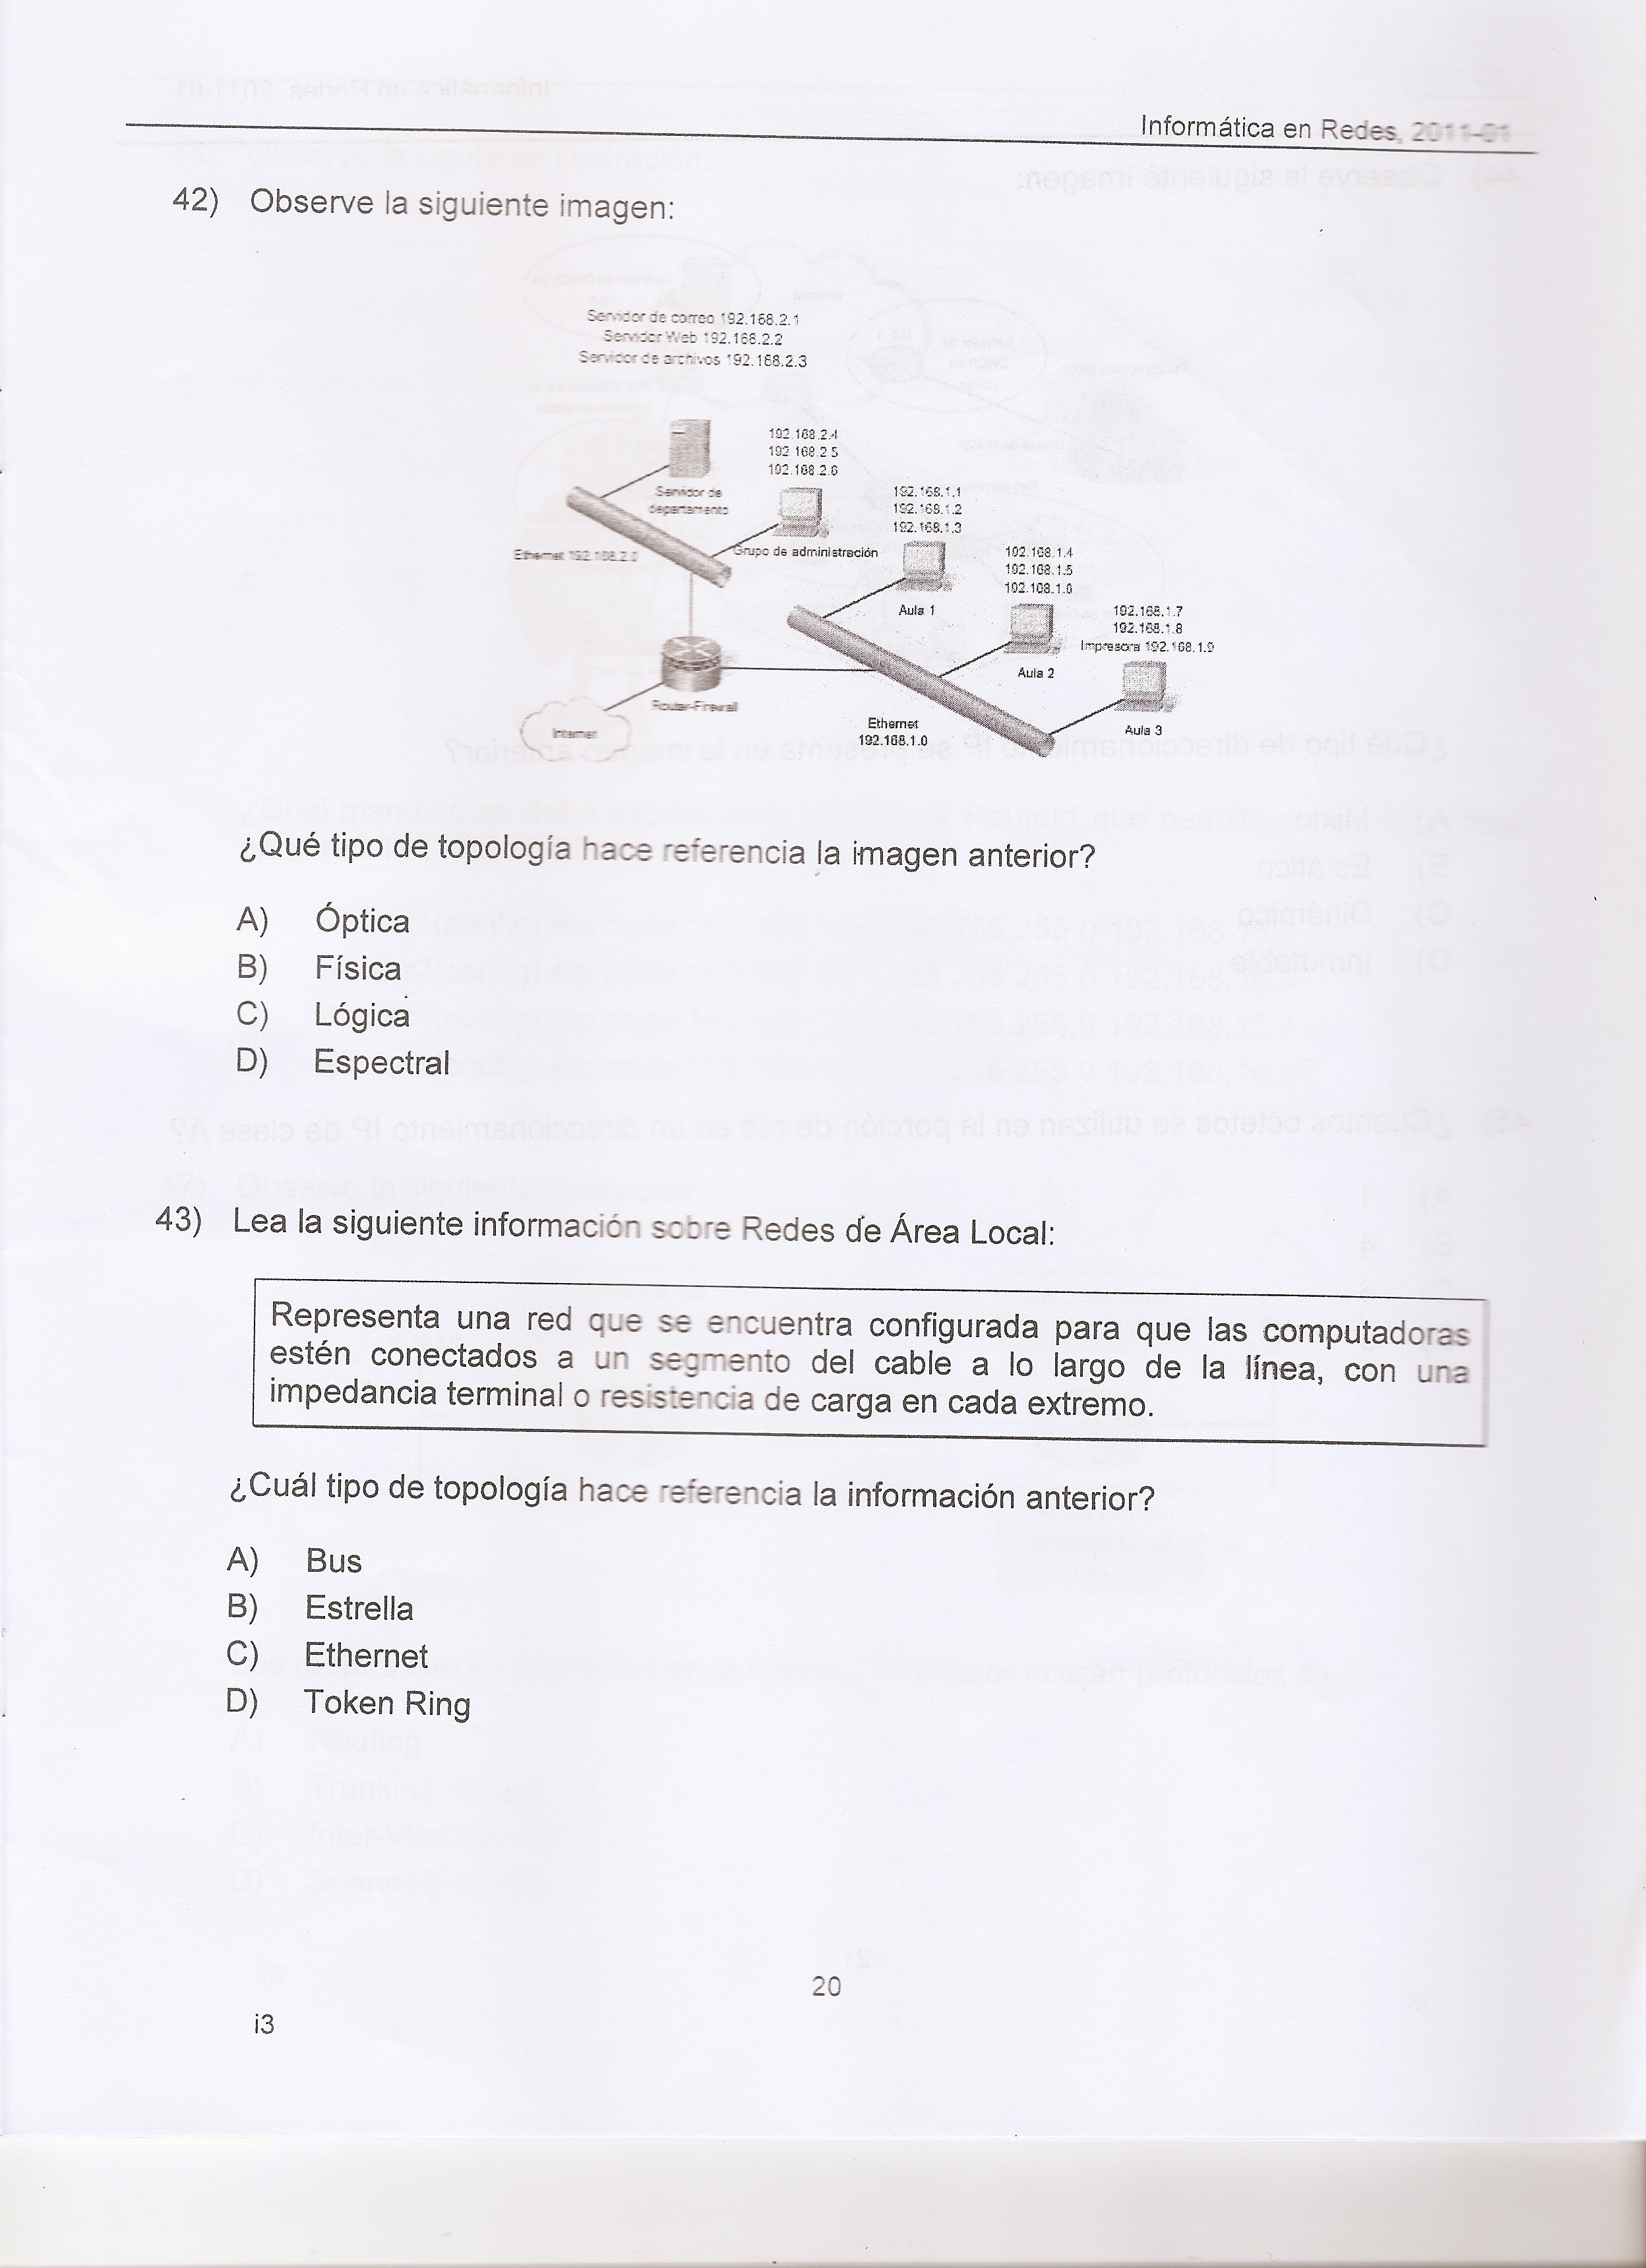 Informática en Redes, 2011-01
42) Observe la siguiente imagen:
Servidor de correo 192.168.2.1
Servidor Web 192.168.2.2
Servidor de archivos 192.168.2.3
192.168.2.4
192.168.2.5
192.168.2.6
Servidor de
departamento
192.168.1.1
192.168.1.2
192.168.1.3
Ethernet 192.168.2.0
Grupo de administración
192.168.1.4
192.168.1.5
192.168.1.6
Aula 1
192.168.1.7
192.168.1.8
Impresora 192.168.1.9
Aula 2
Router-Firewall
Internet
Ethernet
192.168.1.0
Aula 3
¿Qué tipo de topología hace referencia la imagen anterior?
A) Óptica
B) Física
C) Lógica
D) Espectral
43) Lea la siguiente información sobre Redes de Área Local:
Representa una red que se encuentra configurada para que las computadoras
estén conectados a un segmento del cable a lo largo de la línea, con una
impedancia terminal o resistencia de carga en cada extremo.
¿Cuál tipo de topología hace referencia la información anterior?
A) Bus
B) Estrella
C) Ethernet
D) Token Ring
20
i3